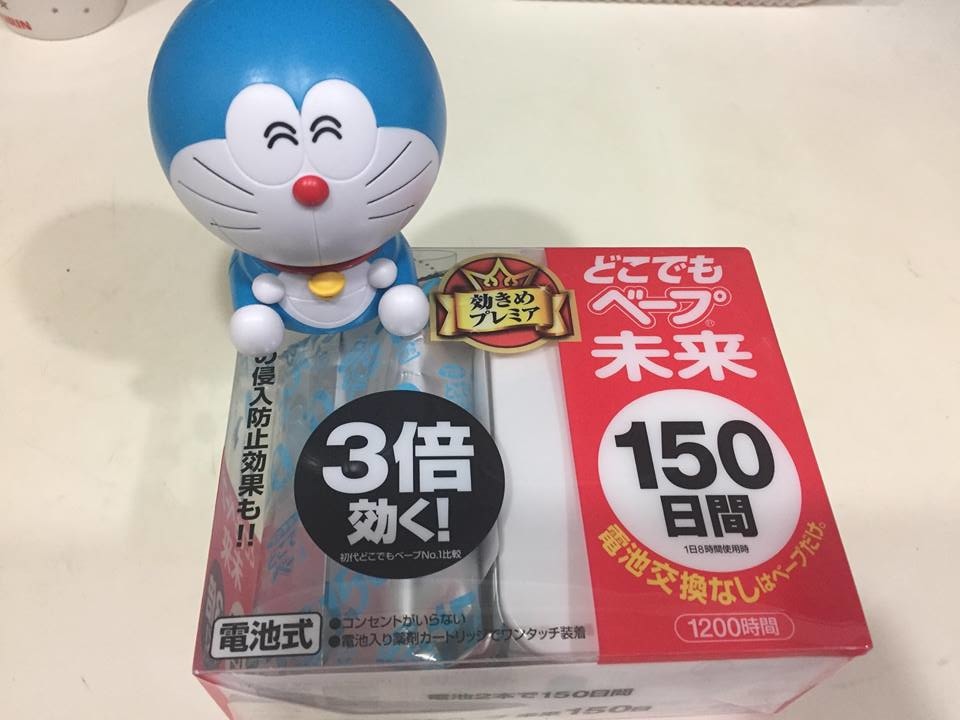 効きめ
プレミア
どこでも
ベープ®
未来
の侵入防止効果も!!
3倍
効く!
初代どこでもベープNo.1比較
150
日間
1日8時間使用時
電池交換なしはベープだけ。
1200時間
電池式
●コンセントがいらない
●電池入り薬剤カートリッジでワンタッチ装着
電池2本で150日間
未来 150日